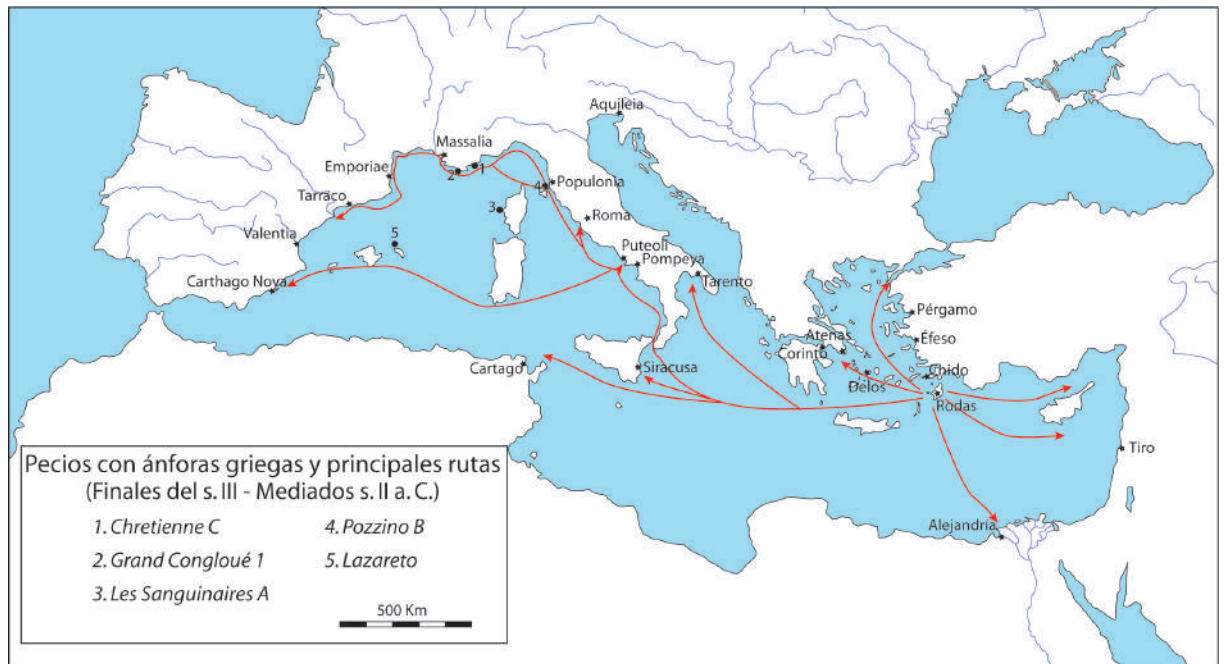 Aquileia
Massalia
Emporiae
1
2
4
Populonia
Tarraco
3
Roma
Valentia
5
Puteoli
Pompeya
Carthago Nova
Tarento
Pérgamo
Atenas
Éfeso
Corinto
Cartago
Siracusa
Chido
Delos
Rodas
Tiro
Alejandría
Pecios con ánforas griegas y principales rutas
(Finales del s. III - Mediados s. II a. C.)
1. Chretienne C
4. Pozzino B
2. Grand Congloué 1
5. Lazareto
3. Les Sanguinaires A
500 Km